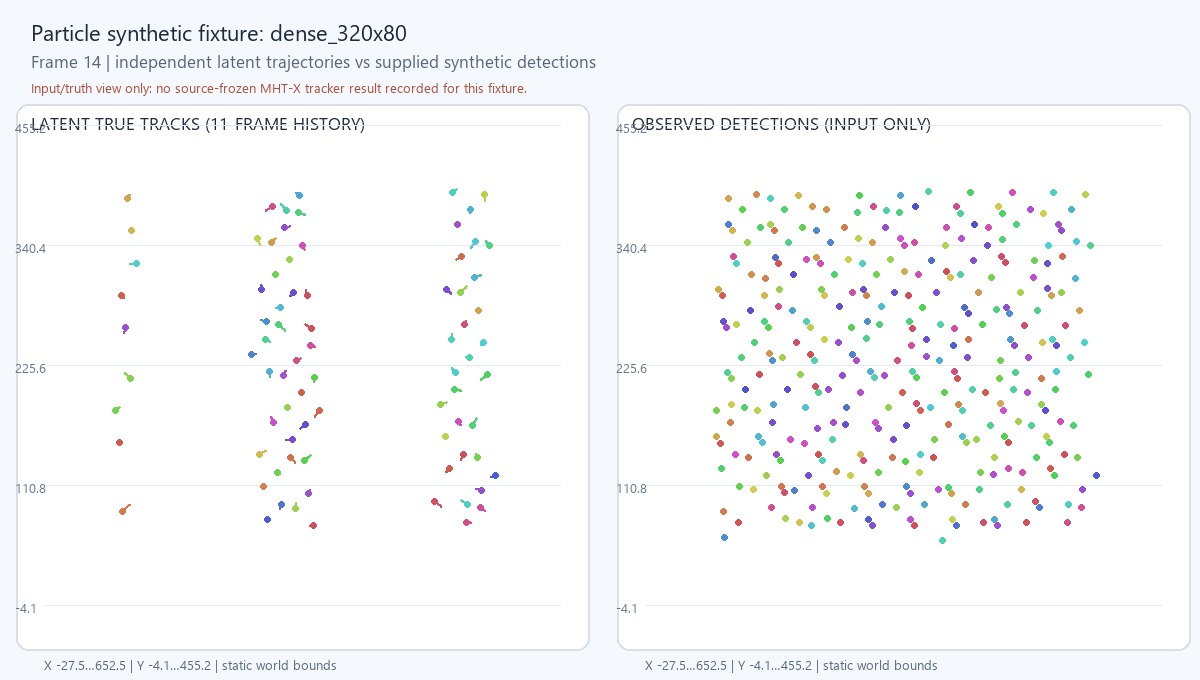 Particle synthetic fixture: dense_320x80
Frame 14 | independent latent trajectories vs supplied synthetic detections
Input/truth view only: no source-frozen MHT-X tracker result recorded for this fixture.
LATENT TRUE TRACKS (11-FRAME HISTORY)
455.2
340.4
225.6
110.8
-4.1
X -27.5...652.5 | Y -4.1...455.2 | static world bounds
OBSERVED DETECTIONS (INPUT ONLY)
455.2
340.4
225.6
110.8
-4.1
X -27.5...652.5 | Y -4.1...455.2 | static world bounds